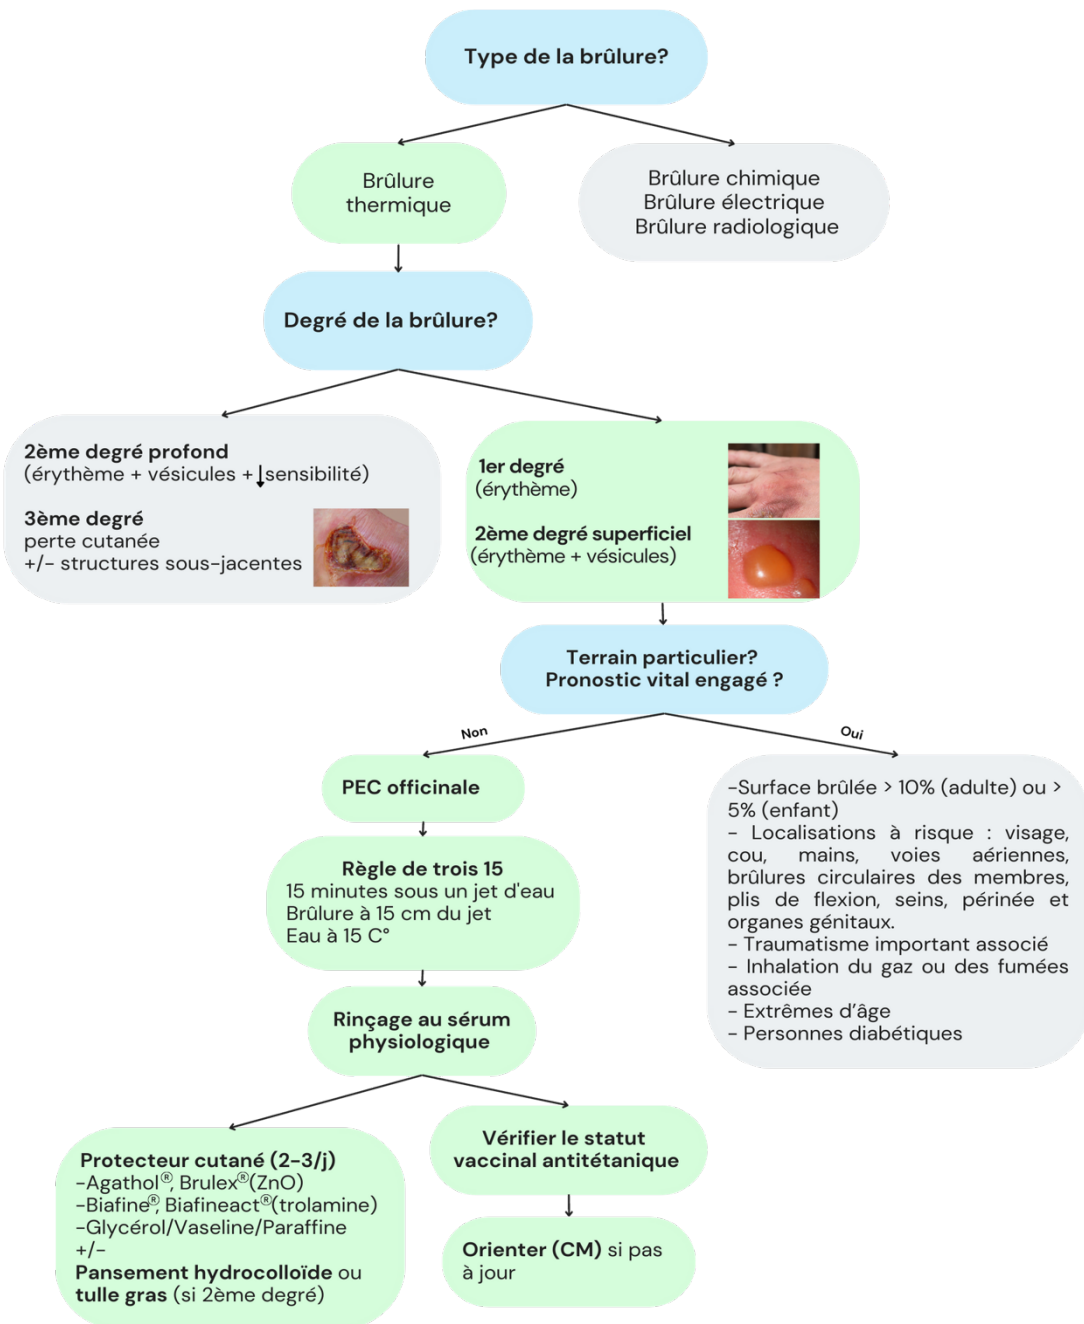 Type de la brûlure?
Brûlure
thermique
Brûlure chimique
Brûlure électrique
Brûlure radiologique
Degré de la brûlure?
2ème degré profond
(érythème + vésicules +↓sensibilité)
3ème degré
perte cutanée
+/- structures sous-jacentes
1er degré
(érythème)
2ème degré superficiel
(érythème + vésicules)
Terrain particulier?
Pronostic vital engagé ?
Non
Oui
PEC officinale
Règle de trois 15
15 minutes sous un jet d'eau
Brûlure à 15 cm du jet
Eau à 15 C°
Rinçage au sérum
physiologique
-Surface brûlée > 10% (adulte) ou >
5% (enfant)
- Localisations à risque : visage,
cou, mains, voies aériennes,
brûlures circulaires des membres,
plis de flexion, seins, périnée et
organes génitaux.
- Traumatisme important associé
- Inhalation du gaz ou des fumées
associée
- Extrêmes d'âge
- Personnes diabétiques
Protecteur cutané (2-3/j)
-Agathol®, Brulex®(ZnO)
-Biafine®, Biafineact®(trolamine)
-Glycérol/Vaseline/Paraffine
+/-
Pansement hydrocolloïde ou
tulle gras (si 2ème degré)
Vérifier le statut
vaccinal antitétanique
Orienter (CM) si pas
à jour